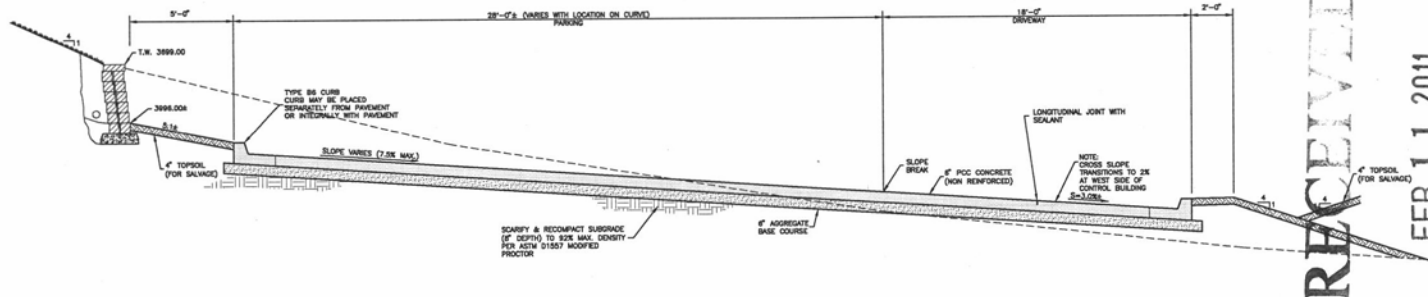 5'-0"
28'-0"± (VARIES WITH LOCATION ON CURVE)
PARKING
18'-0"
DRIVEWAY
2'-0"
4
1
T.W. 3899.00
3996.00±
TYPE B6 CURB
CURB MAY BE PLACED
SEPARATELY FROM PAVEMENT
OR INTEGRALLY WITH PAVEMENT
4" TOPSOIL
(FOR SALVAGE)
SLOPE VARIES (7.5% MAX.)
SCARIFY & RECOMPACT SUBGRADE
(8" DEPTH) TO 92% MAX. DENSITY
PER ASTM D1557 MODIFIED
PROCTOR
6" AGGREGATE
BASE COURSE
SLOPE
BREAK
6" PCC CONCRETE
(NON REINFORCED)
LONGITUDINAL JOINT WITH
SEALANT
NOTE:
CROSS SLOPE
TRANSITIONS TO 2%
AT WEST SIDE OF
CONTROL BUILDING
S=3.0%±
4
1
4
1
4" TOPSOIL
(FOR SALVAGE)
FEB 11 2011